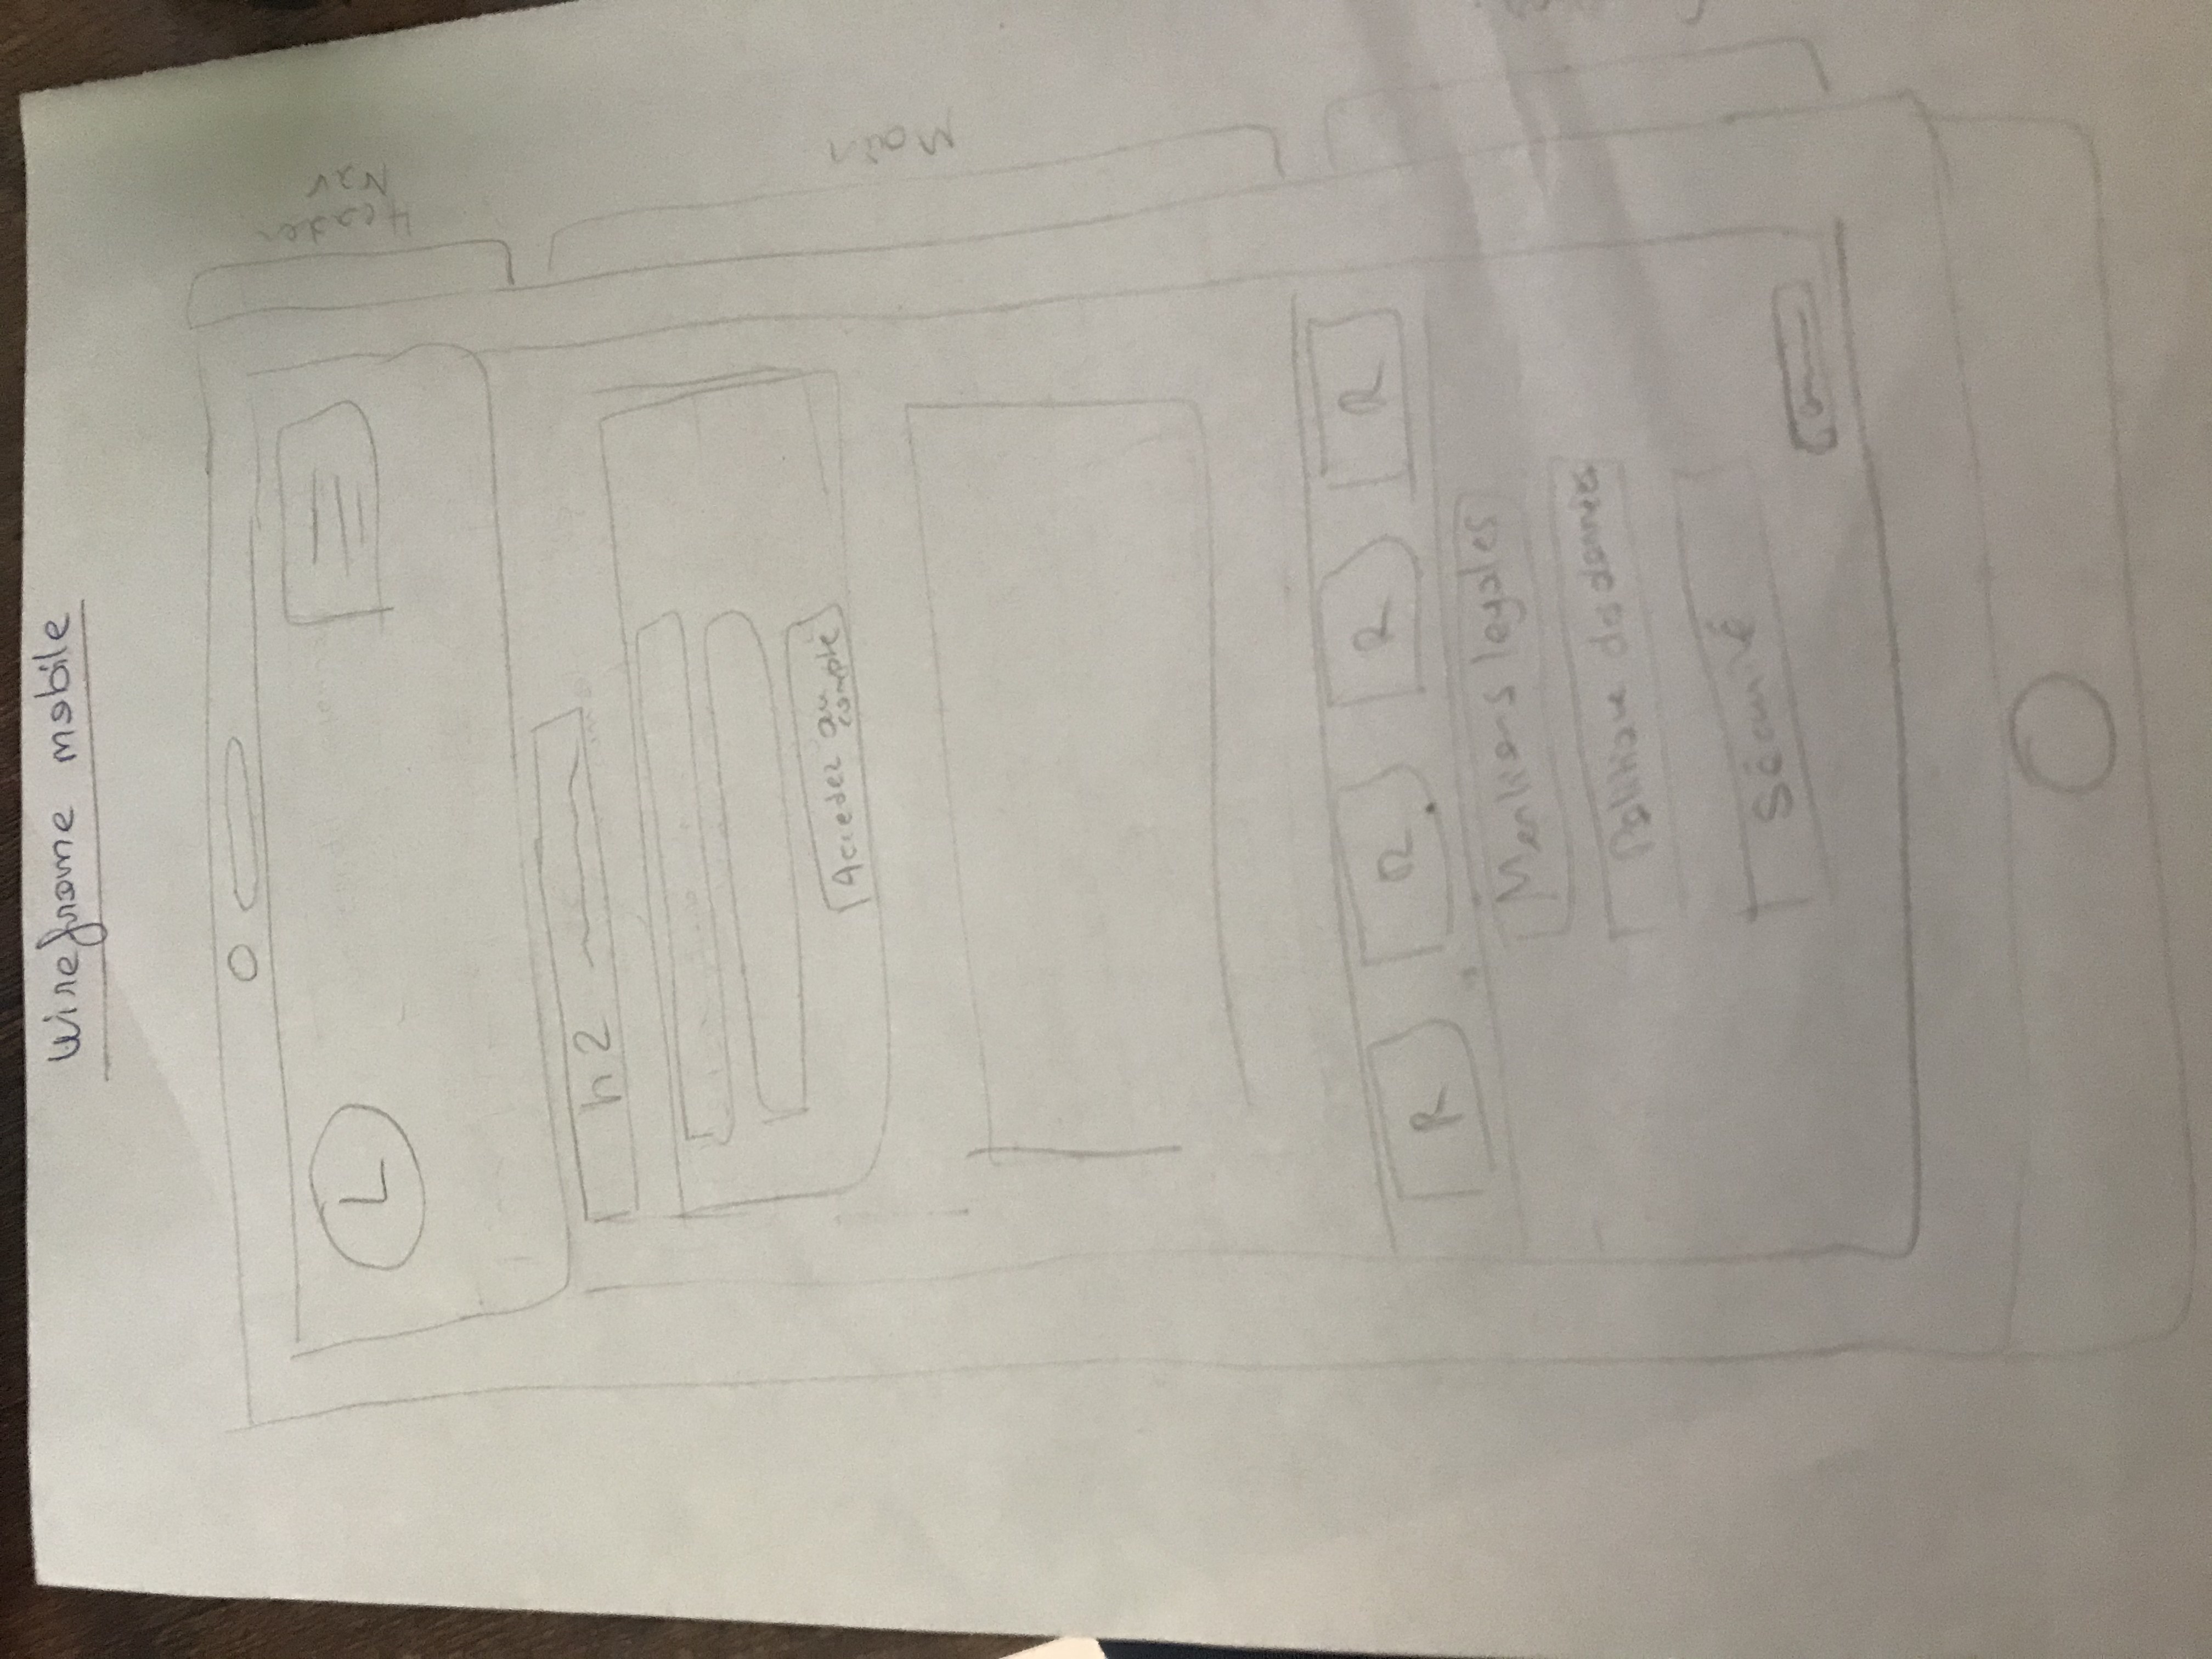 Wireframe mobile
L
Header
Nav
h2
Accedez au
compte
Main
R R R R
Mentions legales
Politique des données
Sécurité